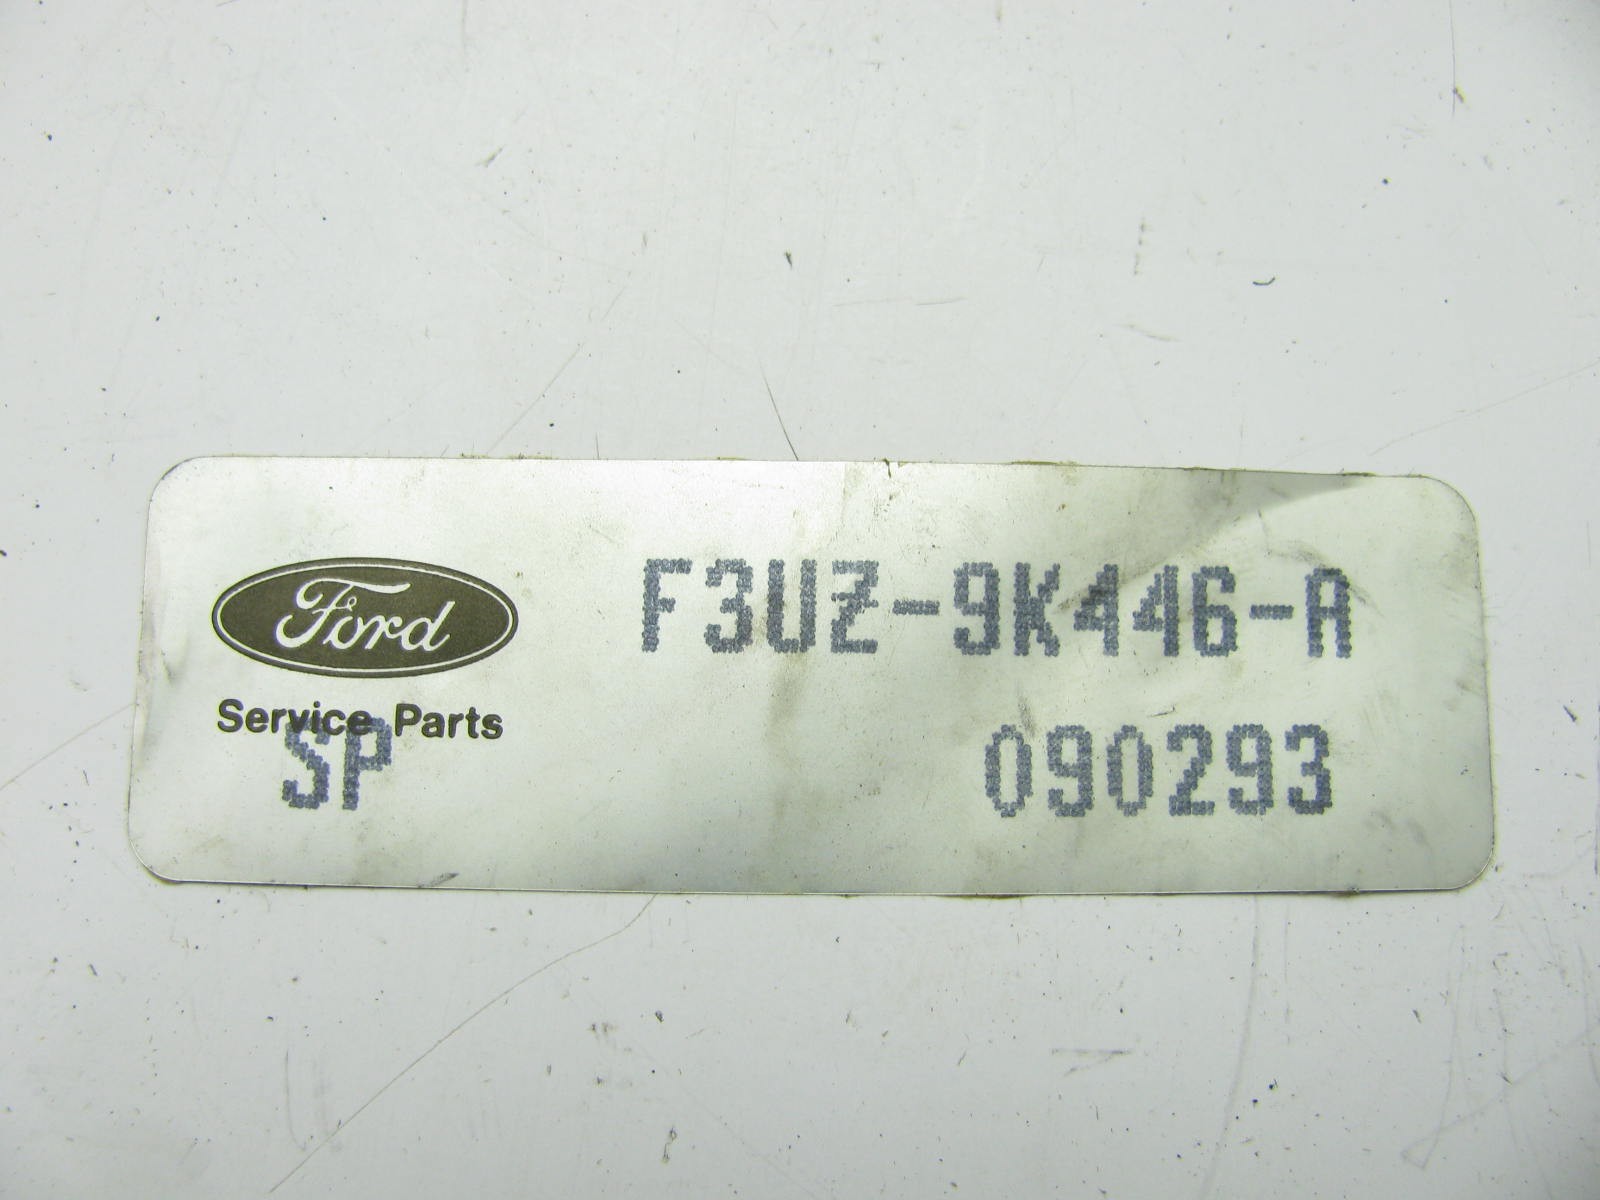 Ford F3UZ-9K446-A
Service Parts
SP 090293